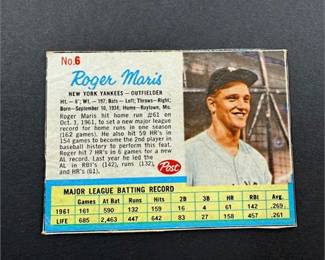 No.6
Roger Maris
NEW YORK YANKEES — OUTFIELDER
Ht.—6'; Wt.—197; Bats—Left; Throws—Right;
Born—September 10, 1934; Home—Raytown, Mo.
Roger Maris hit home run #61 on
Oct. 1, 1961, to set a new major
league record for home runs in one season
(162 games). He also hit 59 HR's in
154 games to become the 2nd player in
baseball history to perform this feat.
Roger hit 7 HR's in 6 games for a new
AL record. Last year he led the
AL in RBI's (142), runs (132), and
HR's (61).
Post
MAJOR LEAGUE BATTING RECORD
Games At Bat Runs Hits 2B 3B HR RBI Avg.
1961 161 590 132 159 16 4 61 142 .269
LIFE 685 2,463 447 642 83 27 158 457 .261